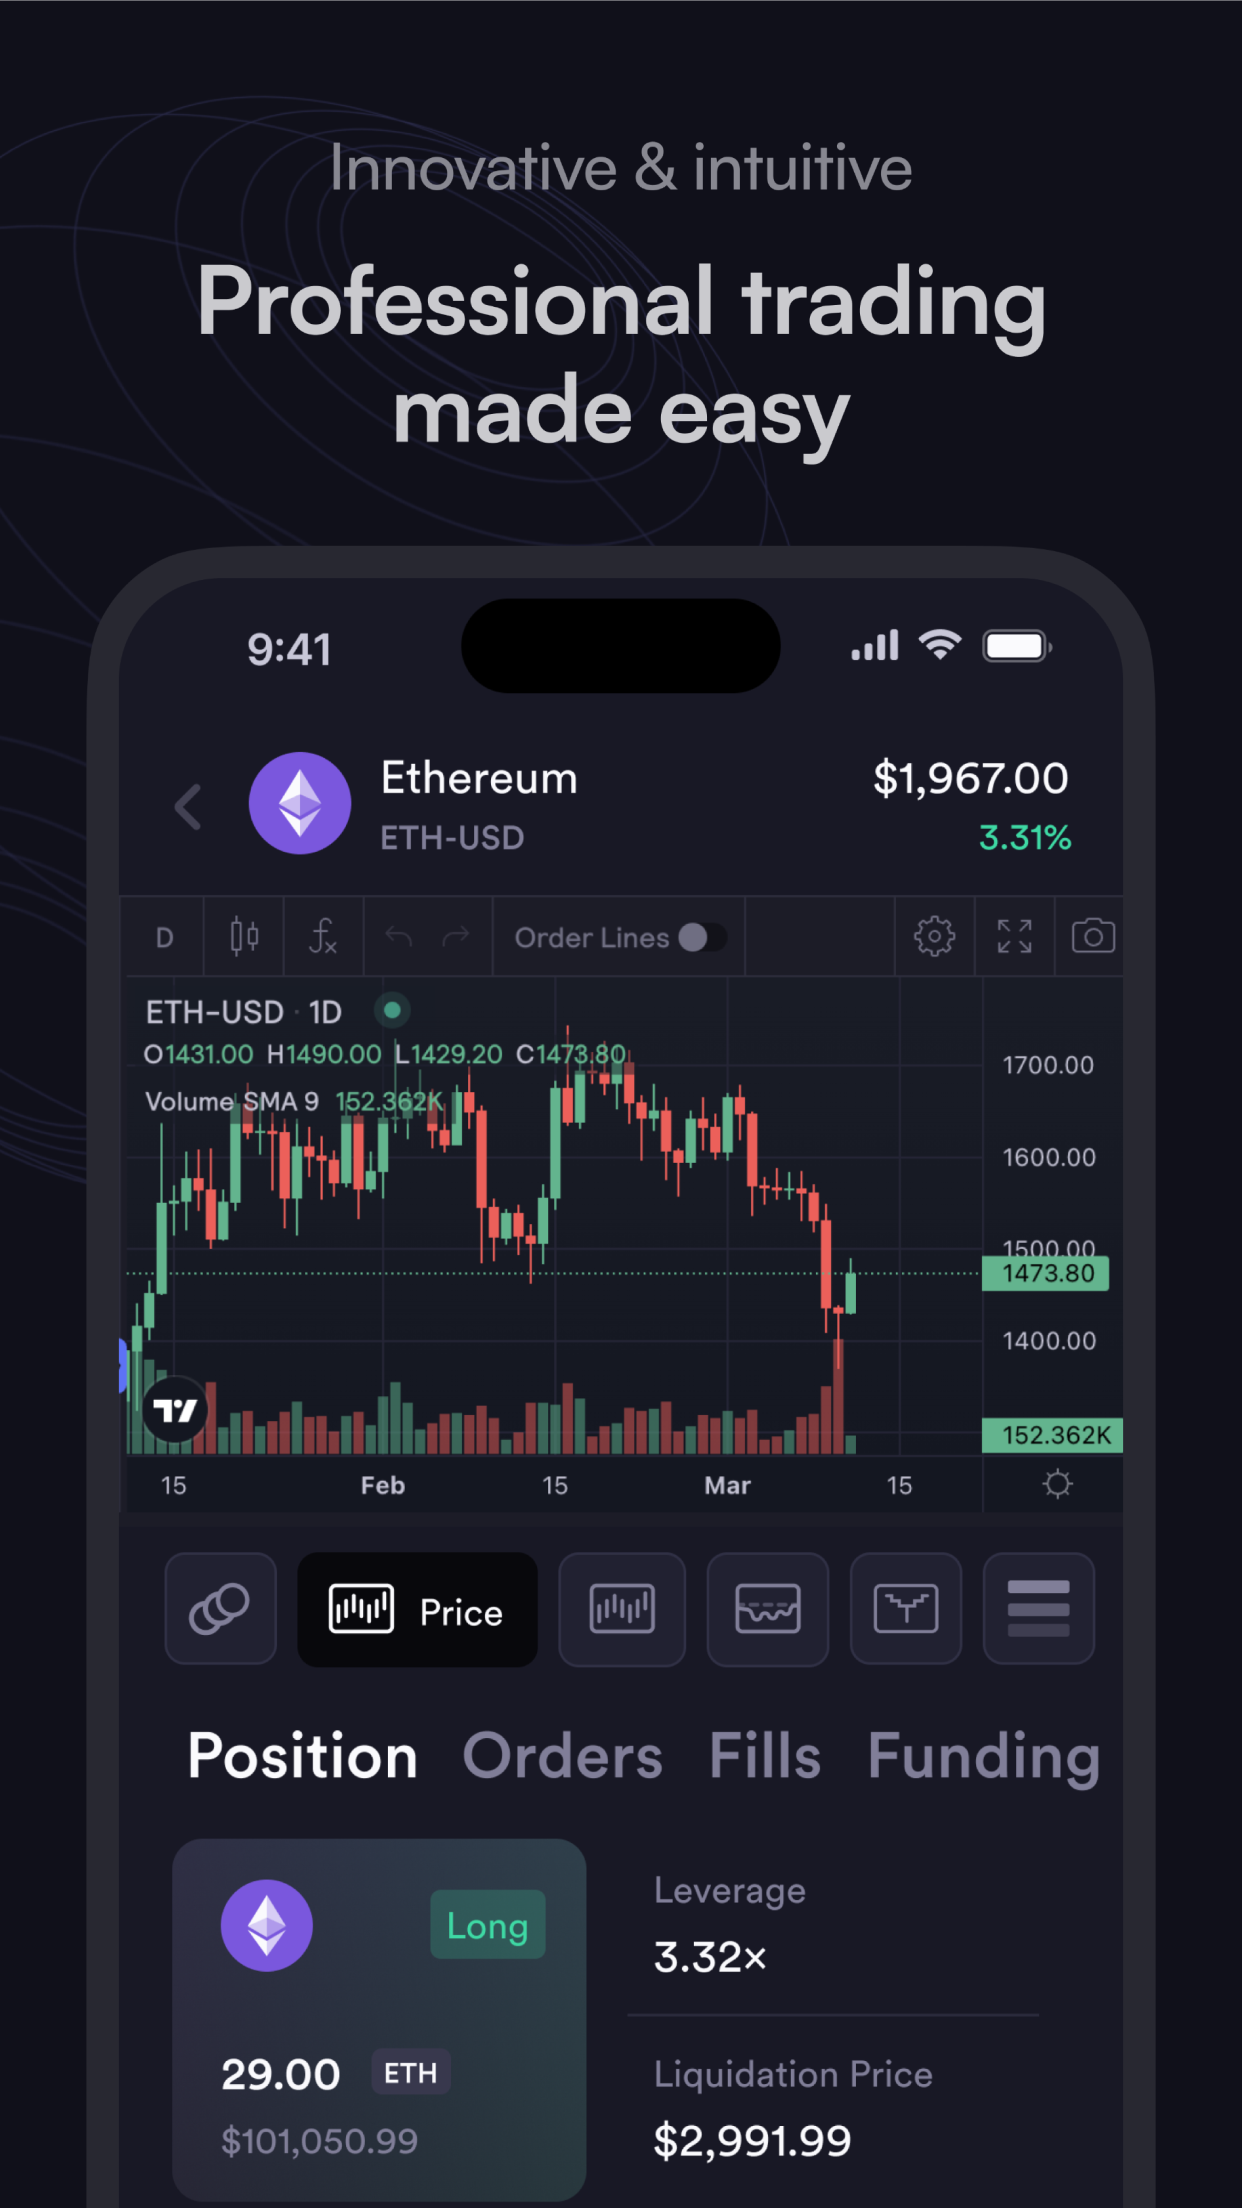 Innovative & intuitive
Professional trading
made easy
9:41
Ethereum
$1,967.00
ETH-USD
3.31%
D
fx
Order Lines
ETH-USD · 1D
O1431.00 H1490.00 L1429.20 C1473.80
Volume SMA 9 152.362K
1700.00
1600.00
1500.00
1473.80
1400.00
152.362K
15
Feb
15
Mar
15
Price
Position
Orders
Fills
Funding
Long
Leverage
3.32×
29.00 ETH
$101,050.99
Liquidation Price
$2,991.99